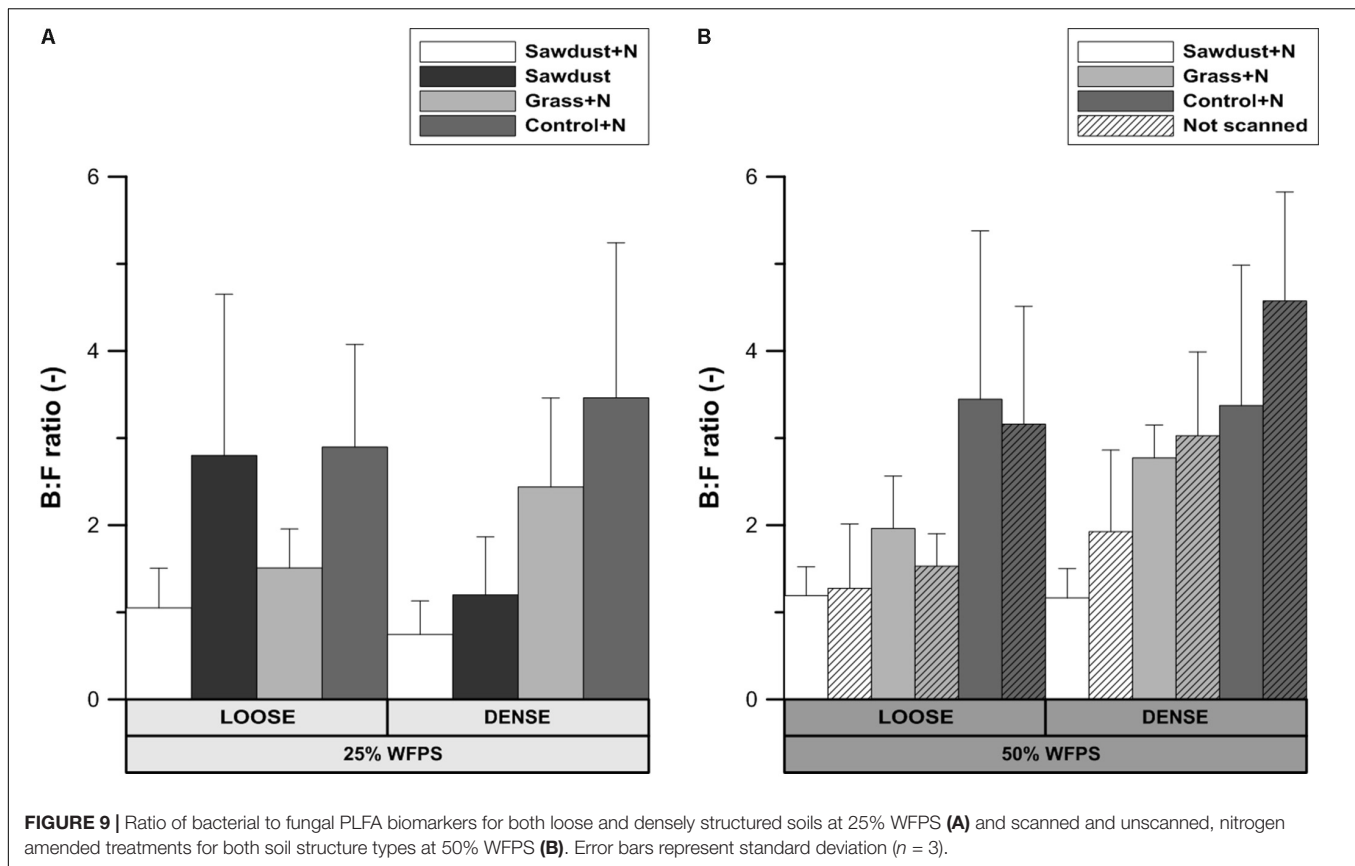 A
Sawdust+N
Sawdust
Grass+N
Control+N
6
4
2
0
B:F ratio (-)
LOOSE DENSE
25% WFPS
B
Sawdust+N
Grass+N
Control+N
Not scanned
6
4
2
0
B:F ratio (-)
LOOSE DENSE
50% WFPS
FIGURE 9 | Ratio of bacterial to fungal PLFA biomarkers for both loose and densely structured soils at 25% WFPS (A) and scanned and unscanned, nitrogen
amended treatments for both soil structure types at 50% WFPS (B). Error bars represent standard deviation (n = 3).